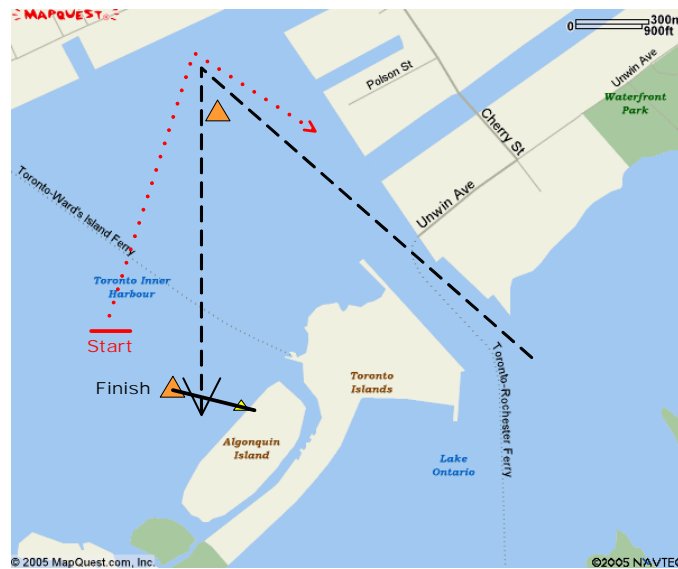 MAPQUEST
0 300m
900ft
Unwin Ave
Polson St
Waterfront
Park
Cherry St
Toronto-Ward's Island Ferry
Unwin Ave
Toronto Inner
Harbour
Start
Toronto-Rochester Ferry
Toronto
Islands
Finish
Algonquin
Island
Lake
Ontario
© 2005 MapQuest.com, Inc.
©2005 NAVTEC